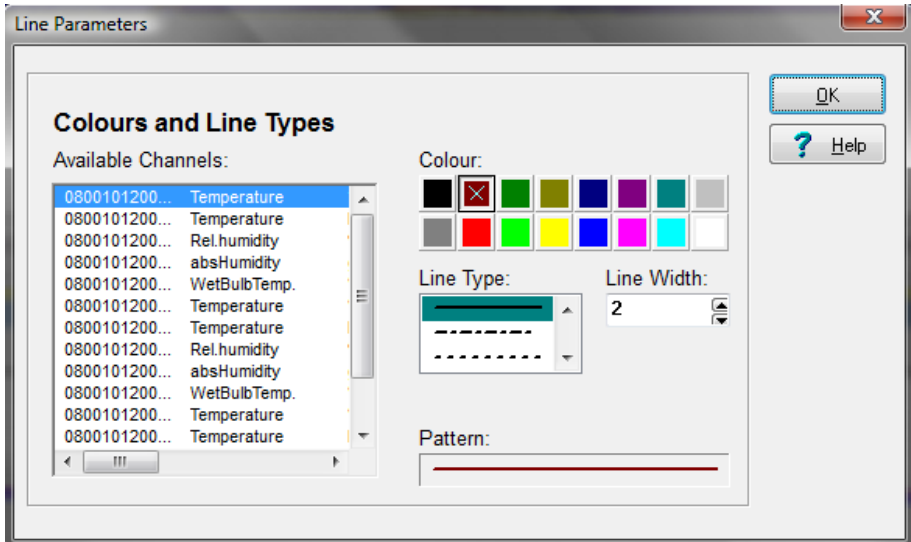 Line Parameters
OK
Help
Colours and Line Types
Available Channels:
0800101200... Temperature
0800101200... Temperature
0800101200... Rel.humidity
0800101200... absHumidity
0800101200... WetBulbTemp.
0800101200... Temperature
0800101200... Temperature
0800101200... Rel.humidity
0800101200... absHumidity
0800101200... WetBulbTemp.
0800101200... Temperature
0800101200... Temperature
Colour:
Line Type:
Line Width:
2
Pattern: